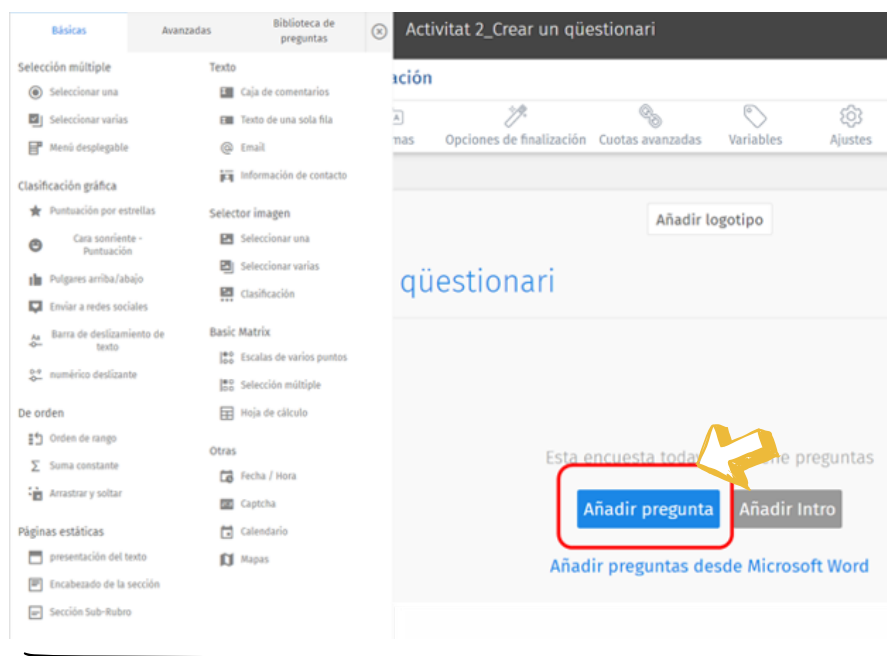 Básicas
Avanzadas
Biblioteca de
preguntas
Selección múltiple
Seleccionar una
Seleccionar varias
Menú desplegable
Clasificación gráfica
Puntuación por estrellas
Cara sonriente -
Puntuación
Pulgares arriba/abajo
Enviar a redes sociales
Barra de deslizamiento de
texto
numérico deslizante
De orden
Orden de rango
Suma constante
Arrastrar y soltar
Páginas estáticas
presentación del texto
Encabezado de la sección
Sección Sub-Rubro
Texto
Caja de comentarios
Texto de una sola fila
Email
Información de contacto
Selector imagen
Seleccionar una
Seleccionar varias
Clasificación
Basic Matrix
Escalas de varios puntos
Selección múltiple
Hoja de cálculo
Otras
Fecha / Hora
Captcha
Calendario
Mapas
Activitat 2_Crear un qüestionari
ación
mas
Opciones de finalización
Cuotas avanzadas
Variables
Ajustes
Añadir logotipo
qüestionari
Esta encuesta preguntas
Añadir pregunta
Añadir Intro
Añadir preguntas desde Microsoft Word